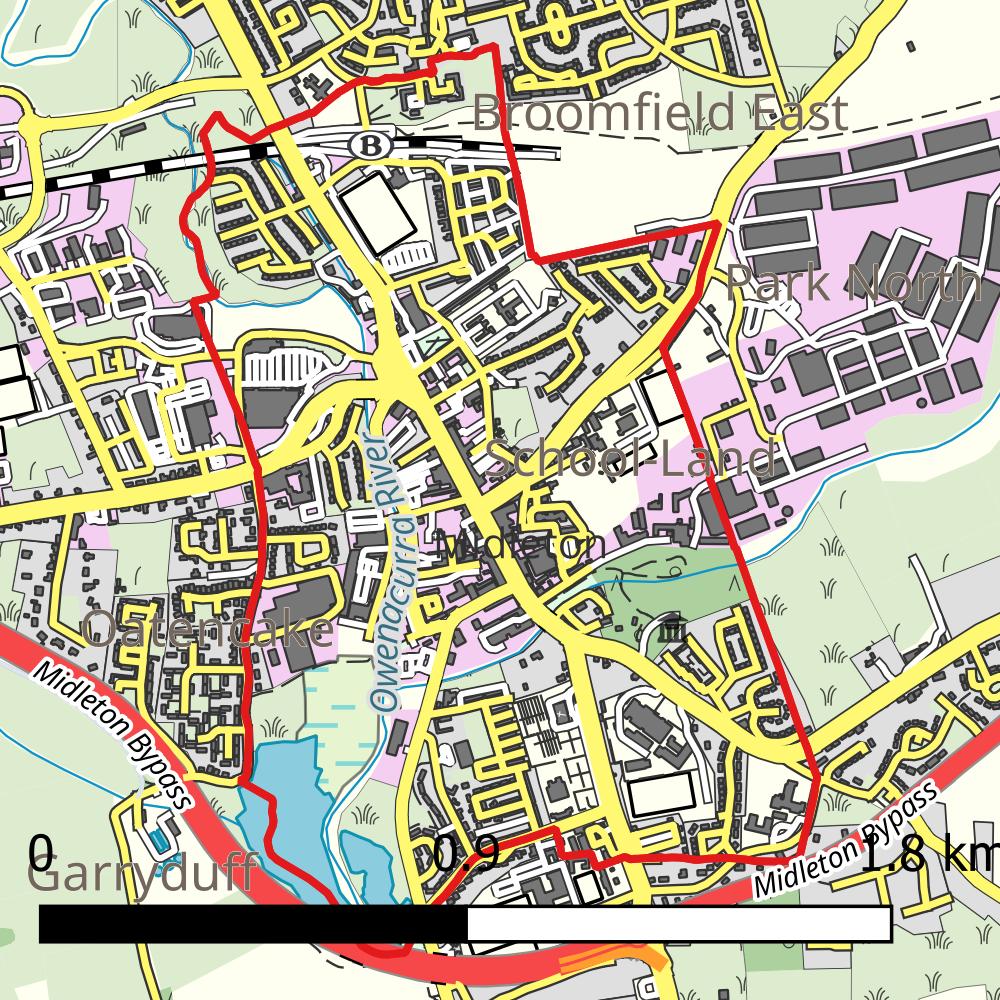 B
Broomfield East
Park North
School-Land
Owenocurra River
Midleton
Oatencake
Midleton Bypass
Midleton Bypass
Garryduff
0
0.9
1.8 km